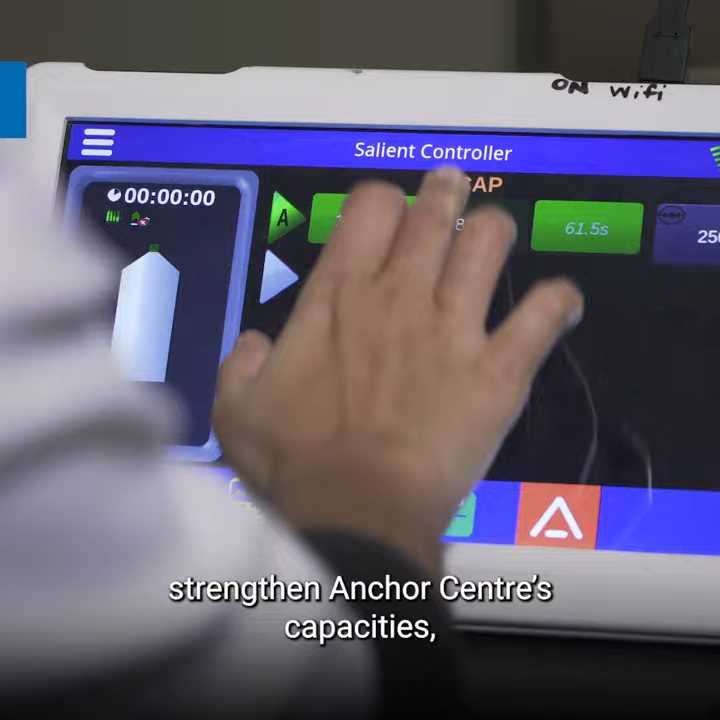 ON Wifi
Salient Controller
00:00:00
A
61.5s
strengthen Anchor Centre's
capacities,